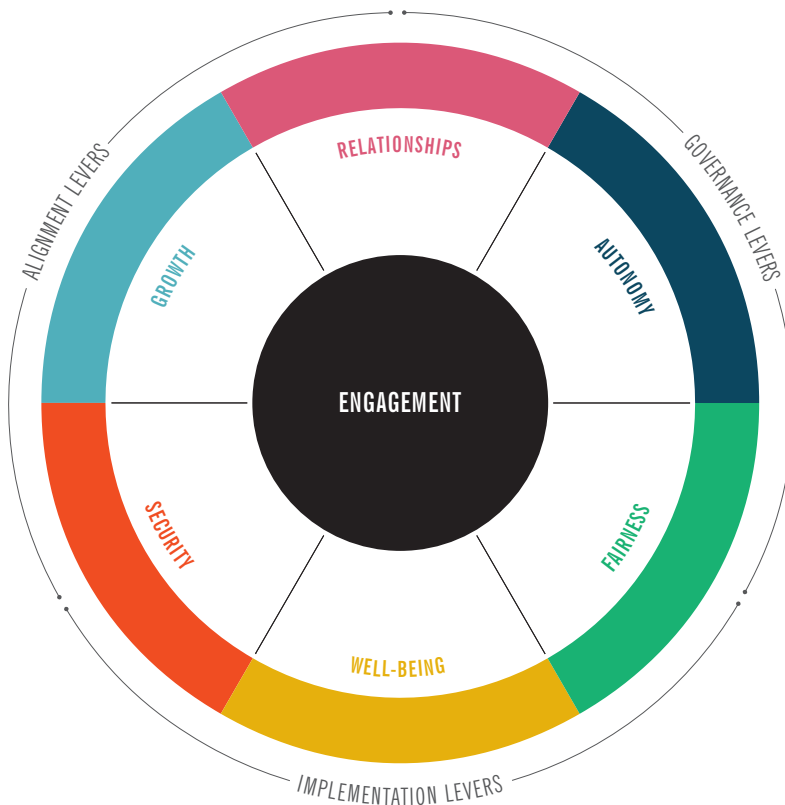 ALIGNMENT LEVERS
GOVERNANCE LEVERS
RELATIONSHIPS
GROWTH
AUTONOMY
ENGAGEMENT
SECURITY
FAIRNESS
WELL-BEING
IMPLEMENTATION LEVERS